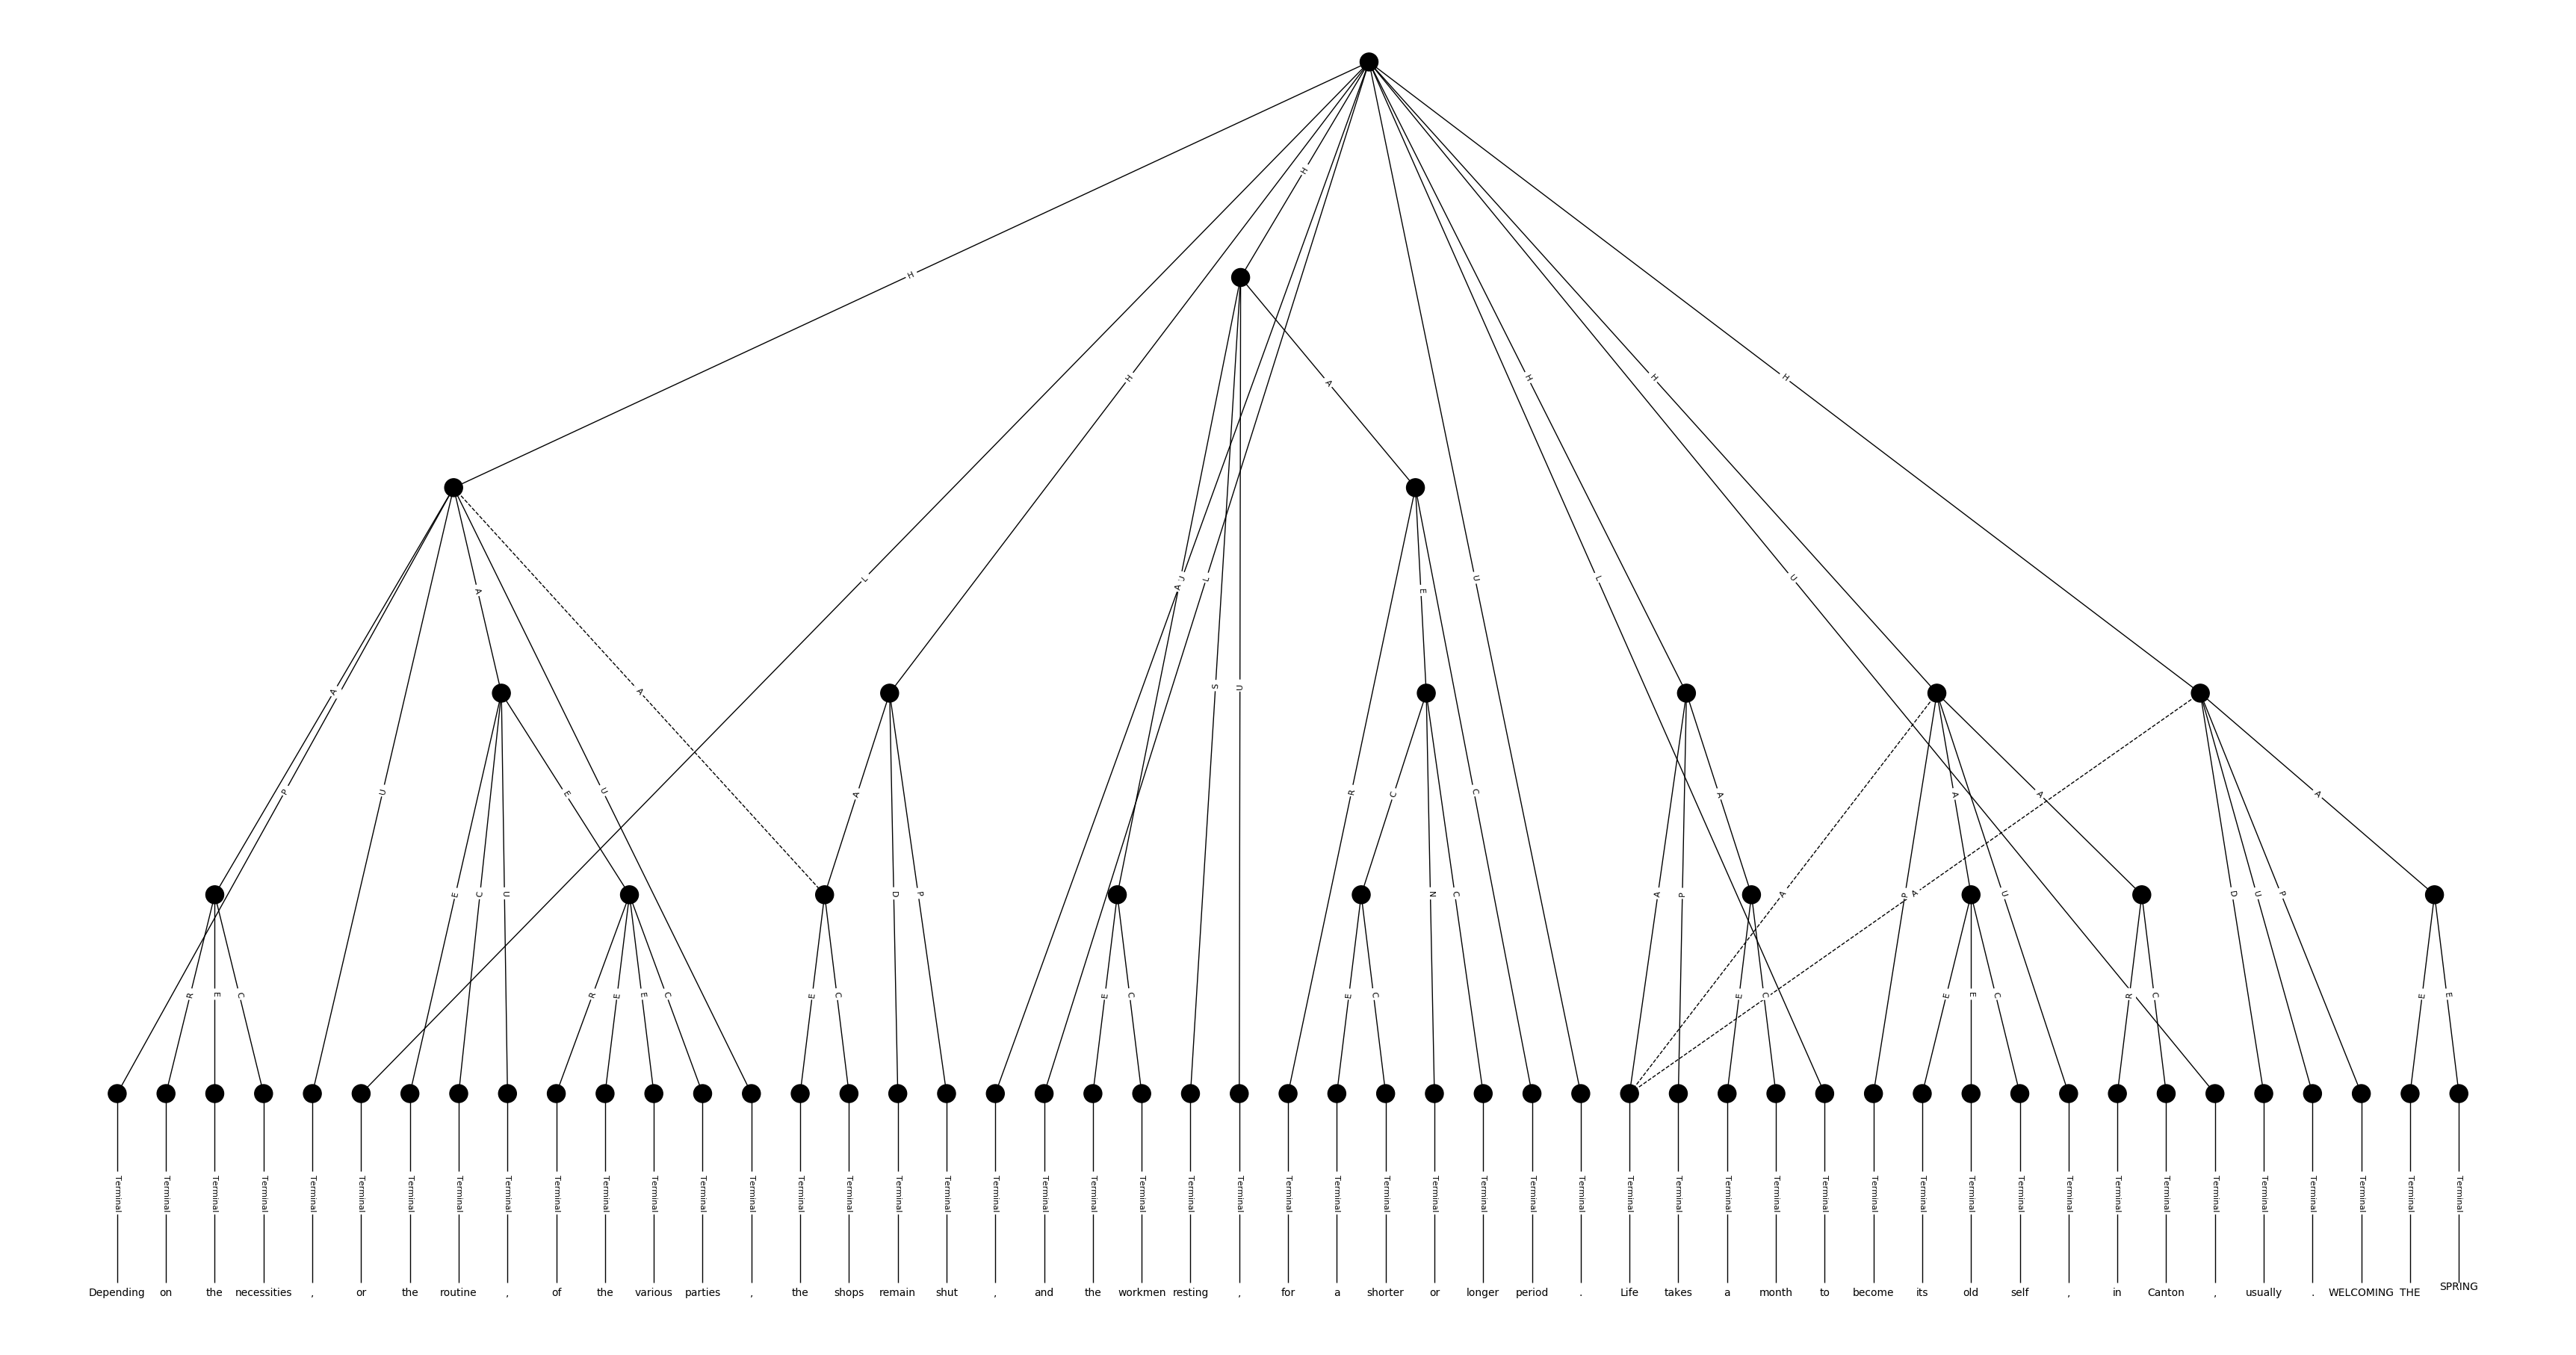 H
H
H
A
H
H
H
L
A
U
L
U
L
U
A
E
S
U
A
A
P
U
E
U
A
R
C
C
A
A
A
A
E
C
U
D
P
N
C
A
P
A
P
A
U
D
U
P
R
E
C
R
E
E
C
E
C
E
C
E
C
E
C
E
E
C
R
C
E
E
Terminal Terminal Terminal Terminal Terminal Terminal Terminal Terminal Terminal Terminal Terminal Terminal Terminal Terminal Terminal Terminal Terminal Terminal Terminal Terminal Terminal Terminal Terminal Terminal Terminal Terminal Terminal Terminal Terminal Terminal Terminal Terminal Terminal Terminal Terminal Terminal Terminal Terminal Terminal Terminal Terminal Terminal Terminal Terminal Terminal Terminal Terminal Terminal Terminal
Depending on the necessities , or the routine , of the various parties , the shops remain shut , and the workmen resting , for a shorter or longer period . Life takes a month to become its old self , in Canton , usually . WELCOMING THE SPRING